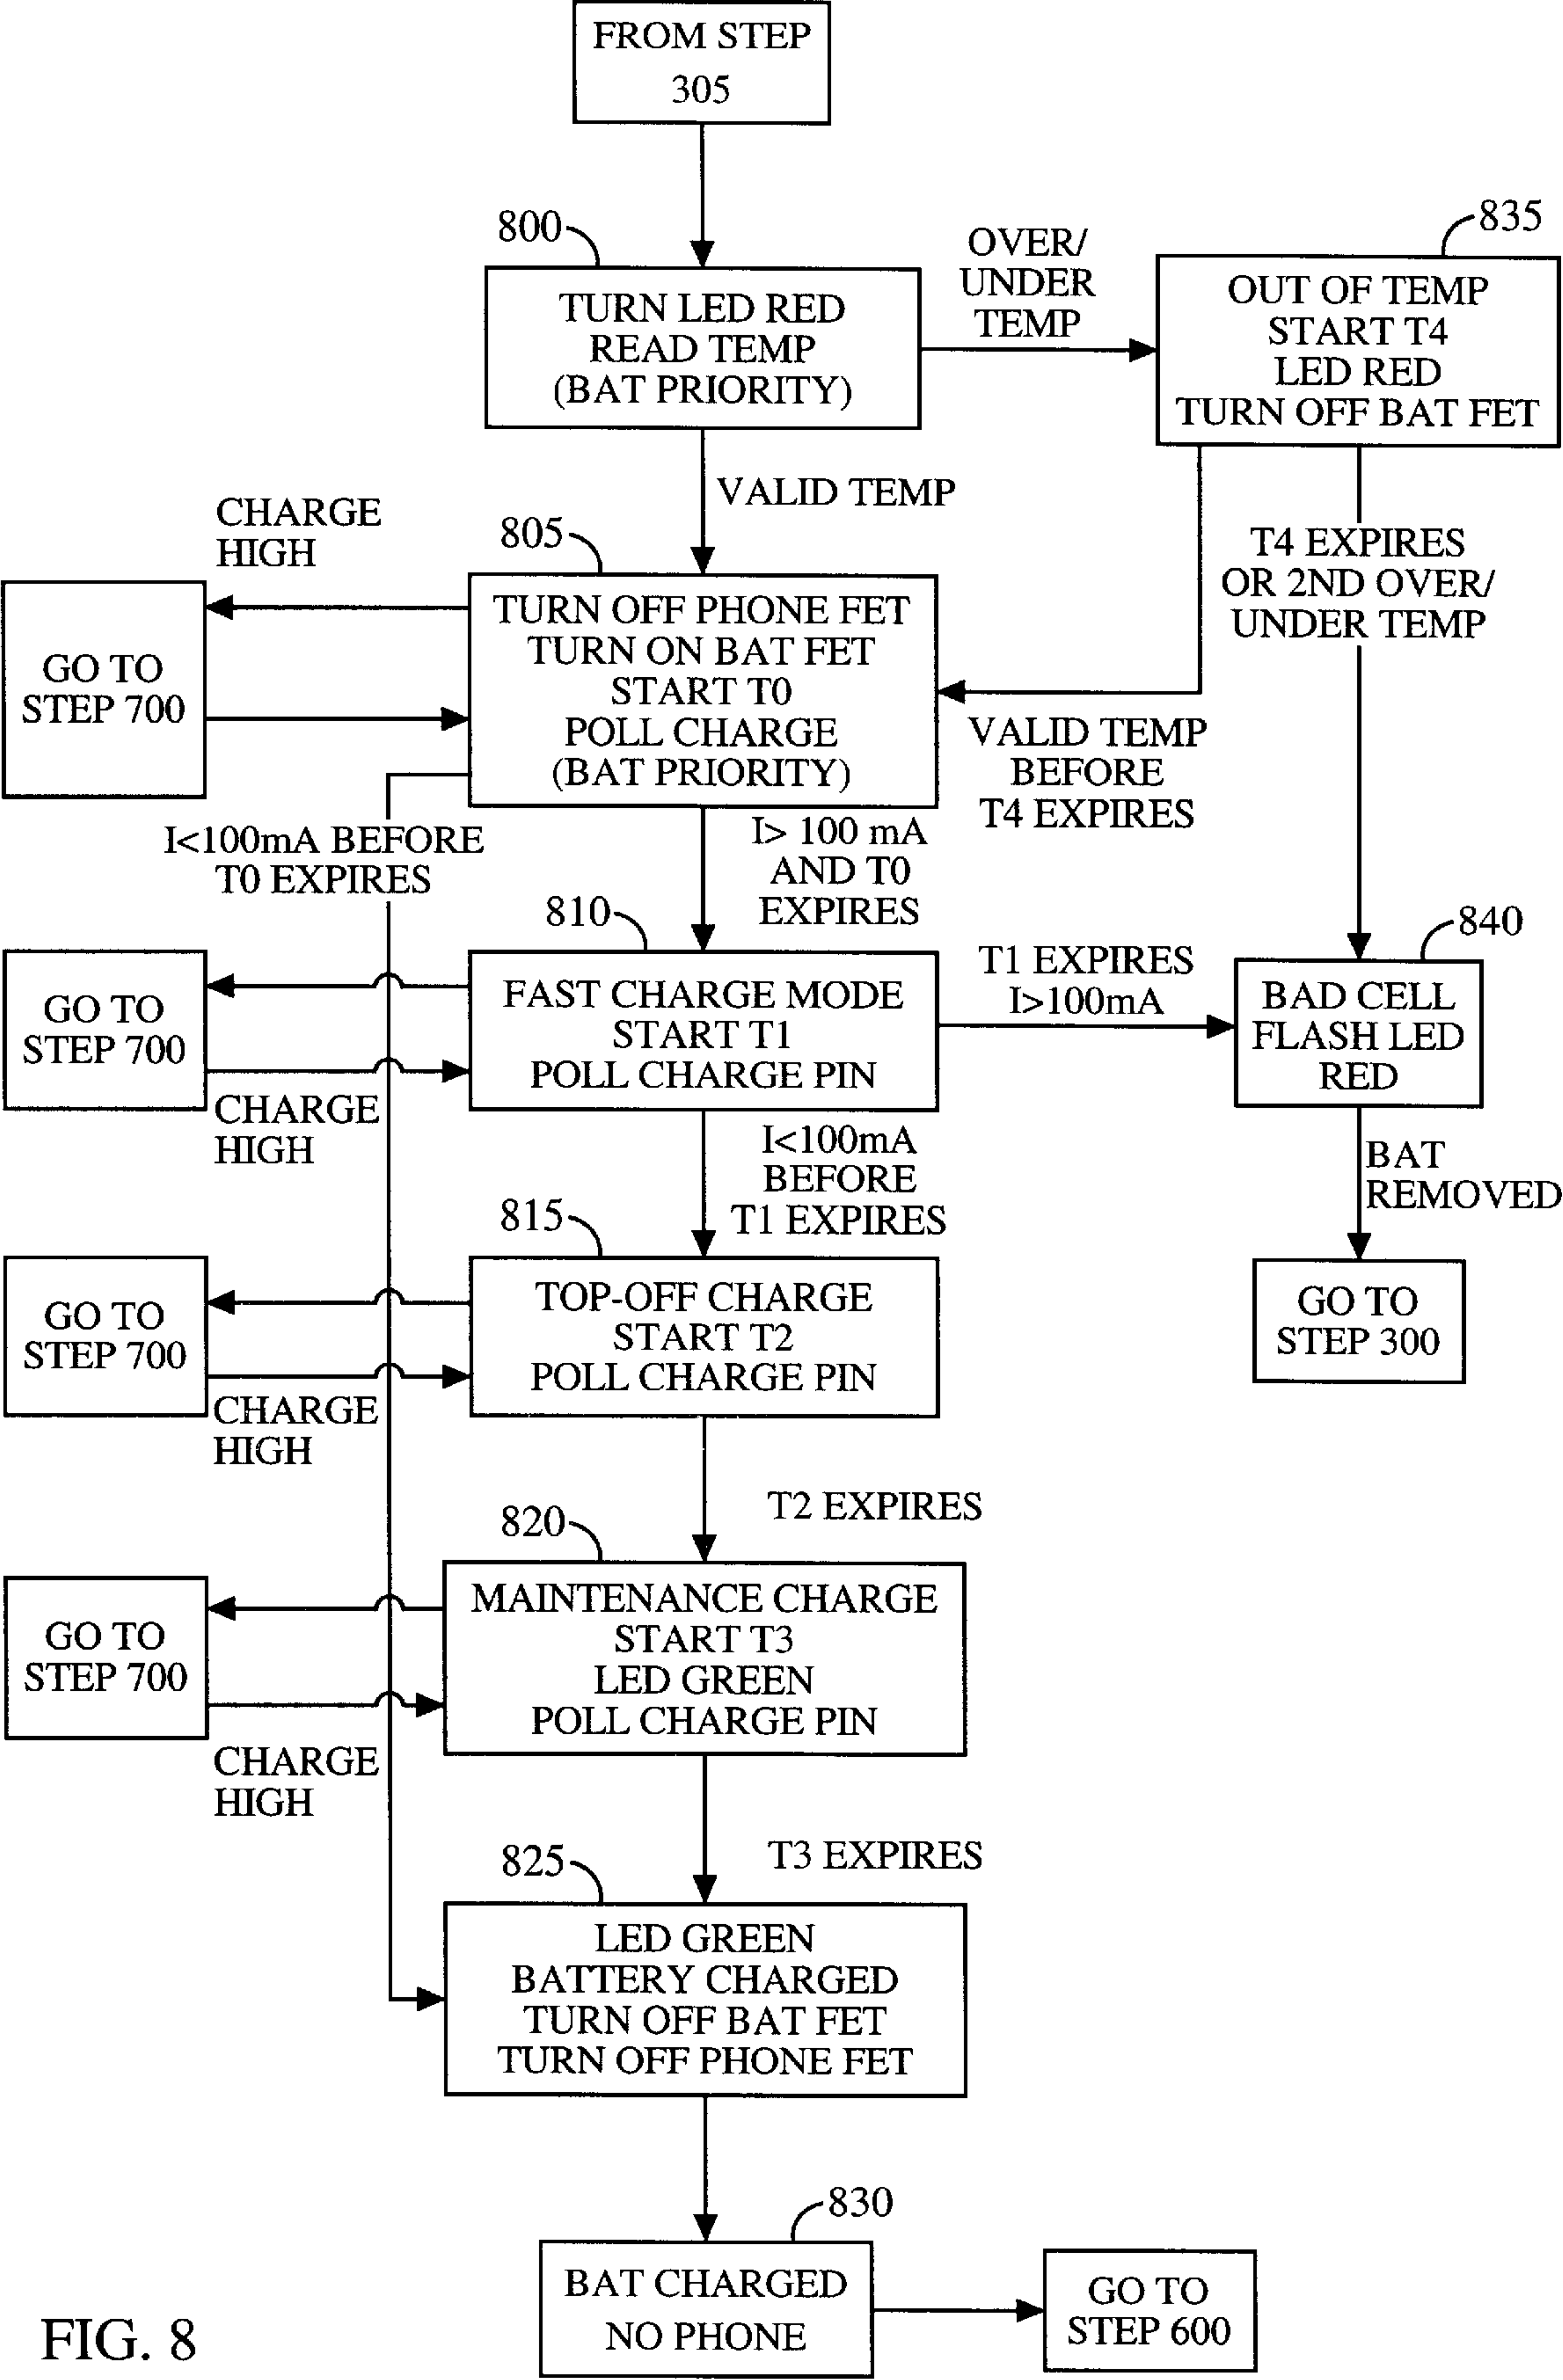 FROM STEP
305
800
TURN LED RED
READ TEMP
(BAT PRIORITY)
OVER/
UNDER
TEMP
835
OUT OF TEMP
START T4
LED RED
TURN OFF BAT FET
VALID TEMP
CHARGE
HIGH
805
TURN OFF PHONE FET
TURN ON BAT FET
START T0
POLL CHARGE
(BAT PRIORITY)
GO TO
STEP 700
T4 EXPIRES
OR 2ND OVER/
UNDER TEMP
VALID TEMP
BEFORE
T4 EXPIRES
I<100mA BEFORE
T0 EXPIRES
I> 100 mA
AND T0
EXPIRES
810
FAST CHARGE MODE
START T1
POLL CHARGE PIN
GO TO
STEP 700
CHARGE
HIGH
T1 EXPIRES
I>100mA
840
BAD CELL
FLASH LED
RED
I<100mA
BEFORE
T1 EXPIRES
BAT
REMOVED
815
TOP-OFF CHARGE
START T2
POLL CHARGE PIN
GO TO
STEP 700
CHARGE
HIGH
GO TO
STEP 300
T2 EXPIRES
820
MAINTENANCE CHARGE
START T3
LED GREEN
POLL CHARGE PIN
GO TO
STEP 700
CHARGE
HIGH
T3 EXPIRES
825
LED GREEN
BATTERY CHARGED
TURN OFF BAT FET
TURN OFF PHONE FET
830
BAT CHARGED
NO PHONE
GO TO
STEP 600
FIG. 8